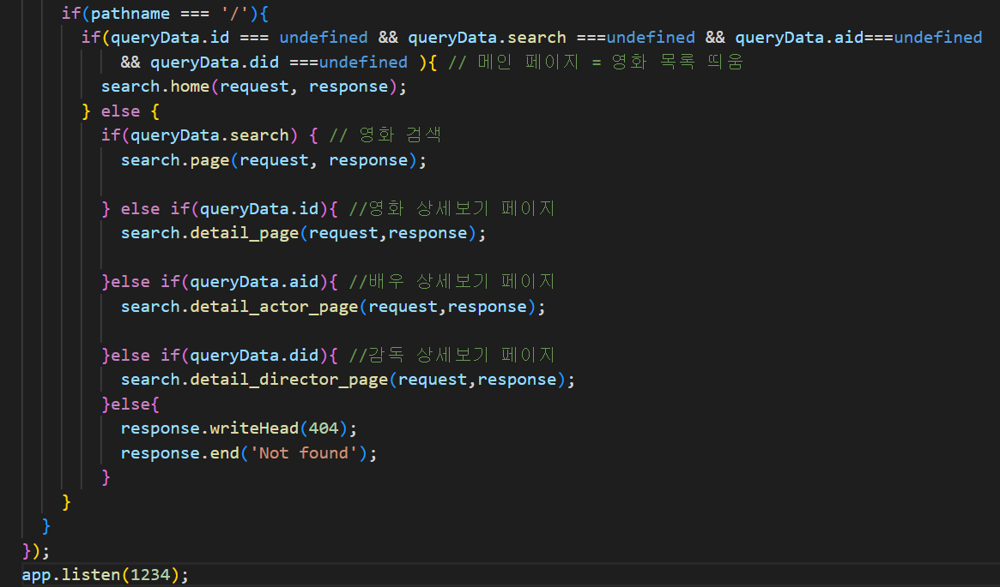 if(pathname === '/'){
if(queryData.id === undefined && queryData.search ===undefined && queryData.aid===undefined
&& queryData.did ===undefined ){ // 메인 페이지 = 영화 목록 띄움
search.home(request, response);
} else {
if(queryData.search) { // 영화 검색
search.page(request, response);
} else if(queryData.id){ //영화 상세보기 페이지
search.detail_page(request,response);
}else if(queryData.aid){ //배우 상세보기 페이지
search.detail_actor_page(request,response);
}else if(queryData.did){ //감독 상세보기 페이지
search.detail_director_page(request,response);
}else{
response.writeHead(404);
response.end('Not found');
}
}
}
});
app.listen(1234);